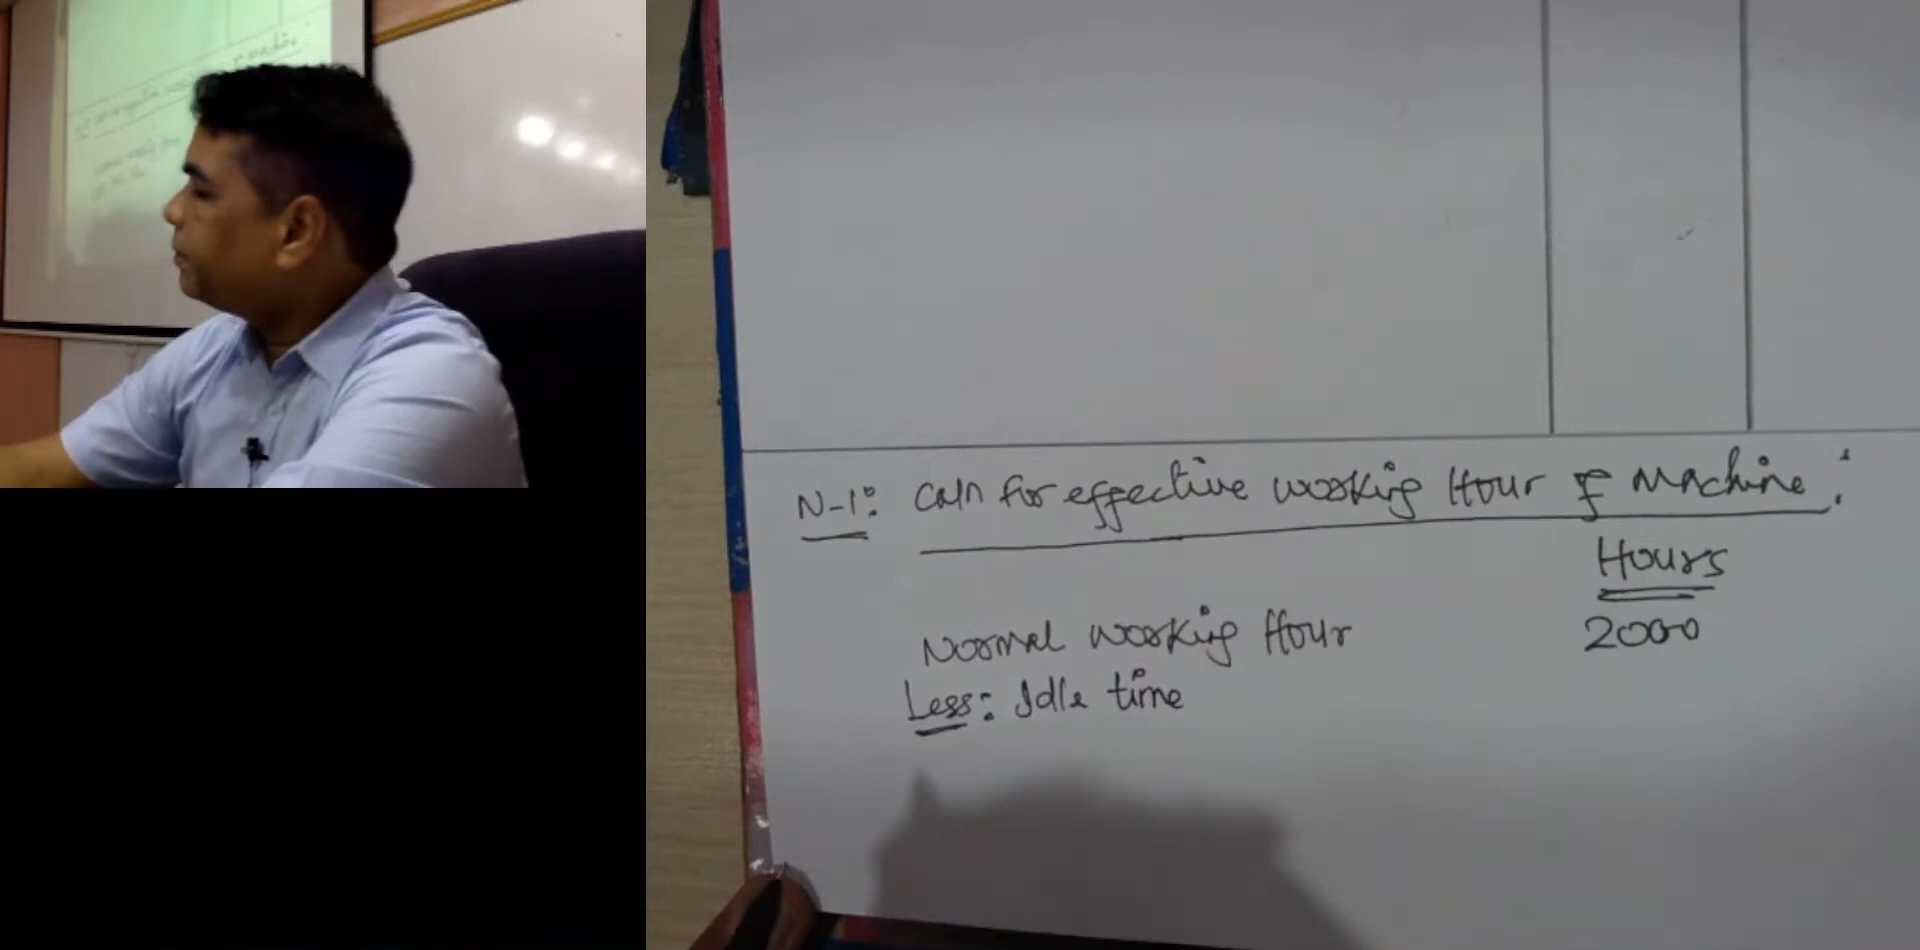 N-1: Caln for effective working Hour of Machine:
Hours
Normal working Hour 2000
Less: Idle time